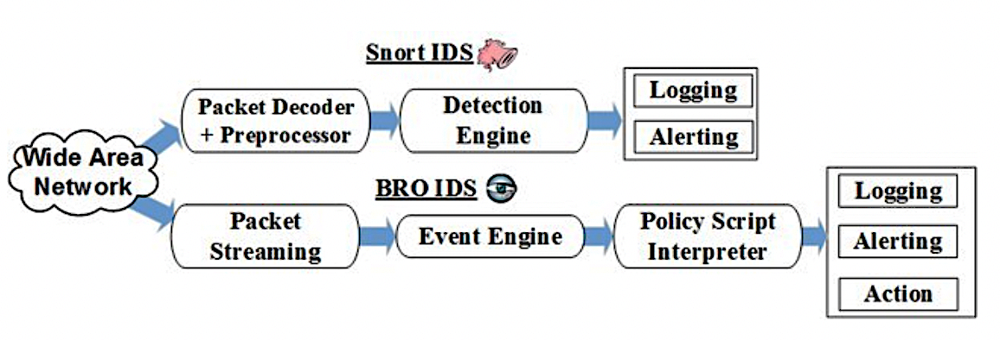 Snort IDS
Packet Decoder
+ Preprocessor
Detection
Engine
Logging
Alerting
Wide Area
Network
BRO IDS
Packet
Streaming
Event Engine
Policy Script
Interpreter
Logging
Alerting
Action